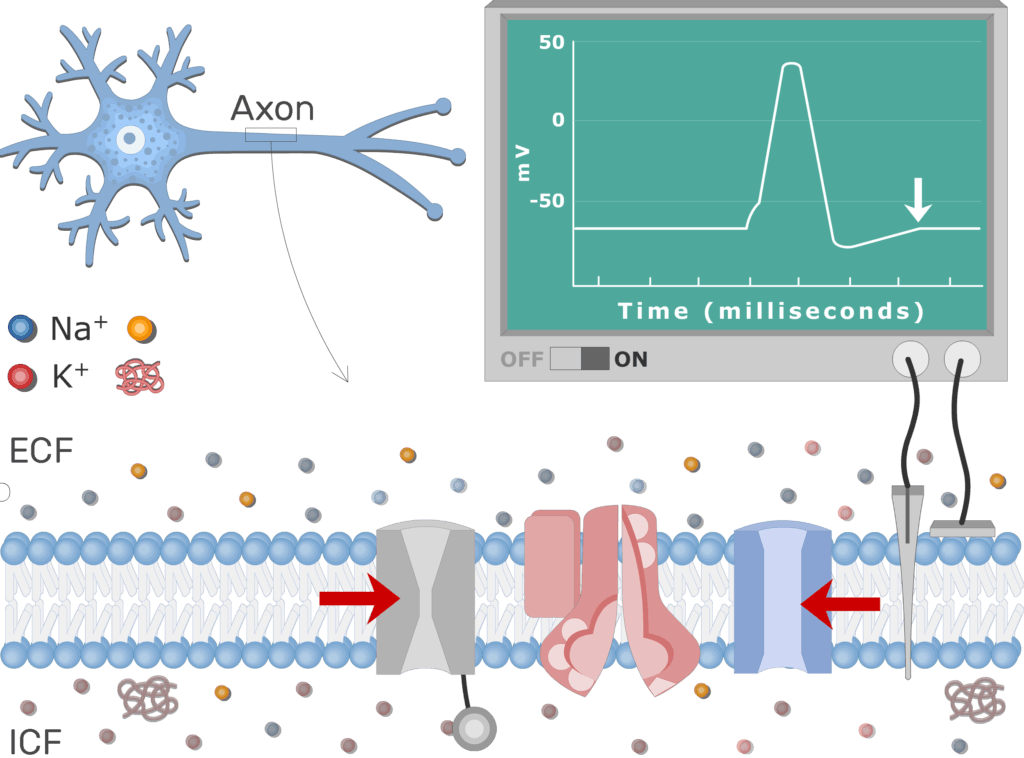 Axon
50
0
mV
-50
Time (milliseconds)
OFF ON
Na⁺
K⁺
ECF
ICF